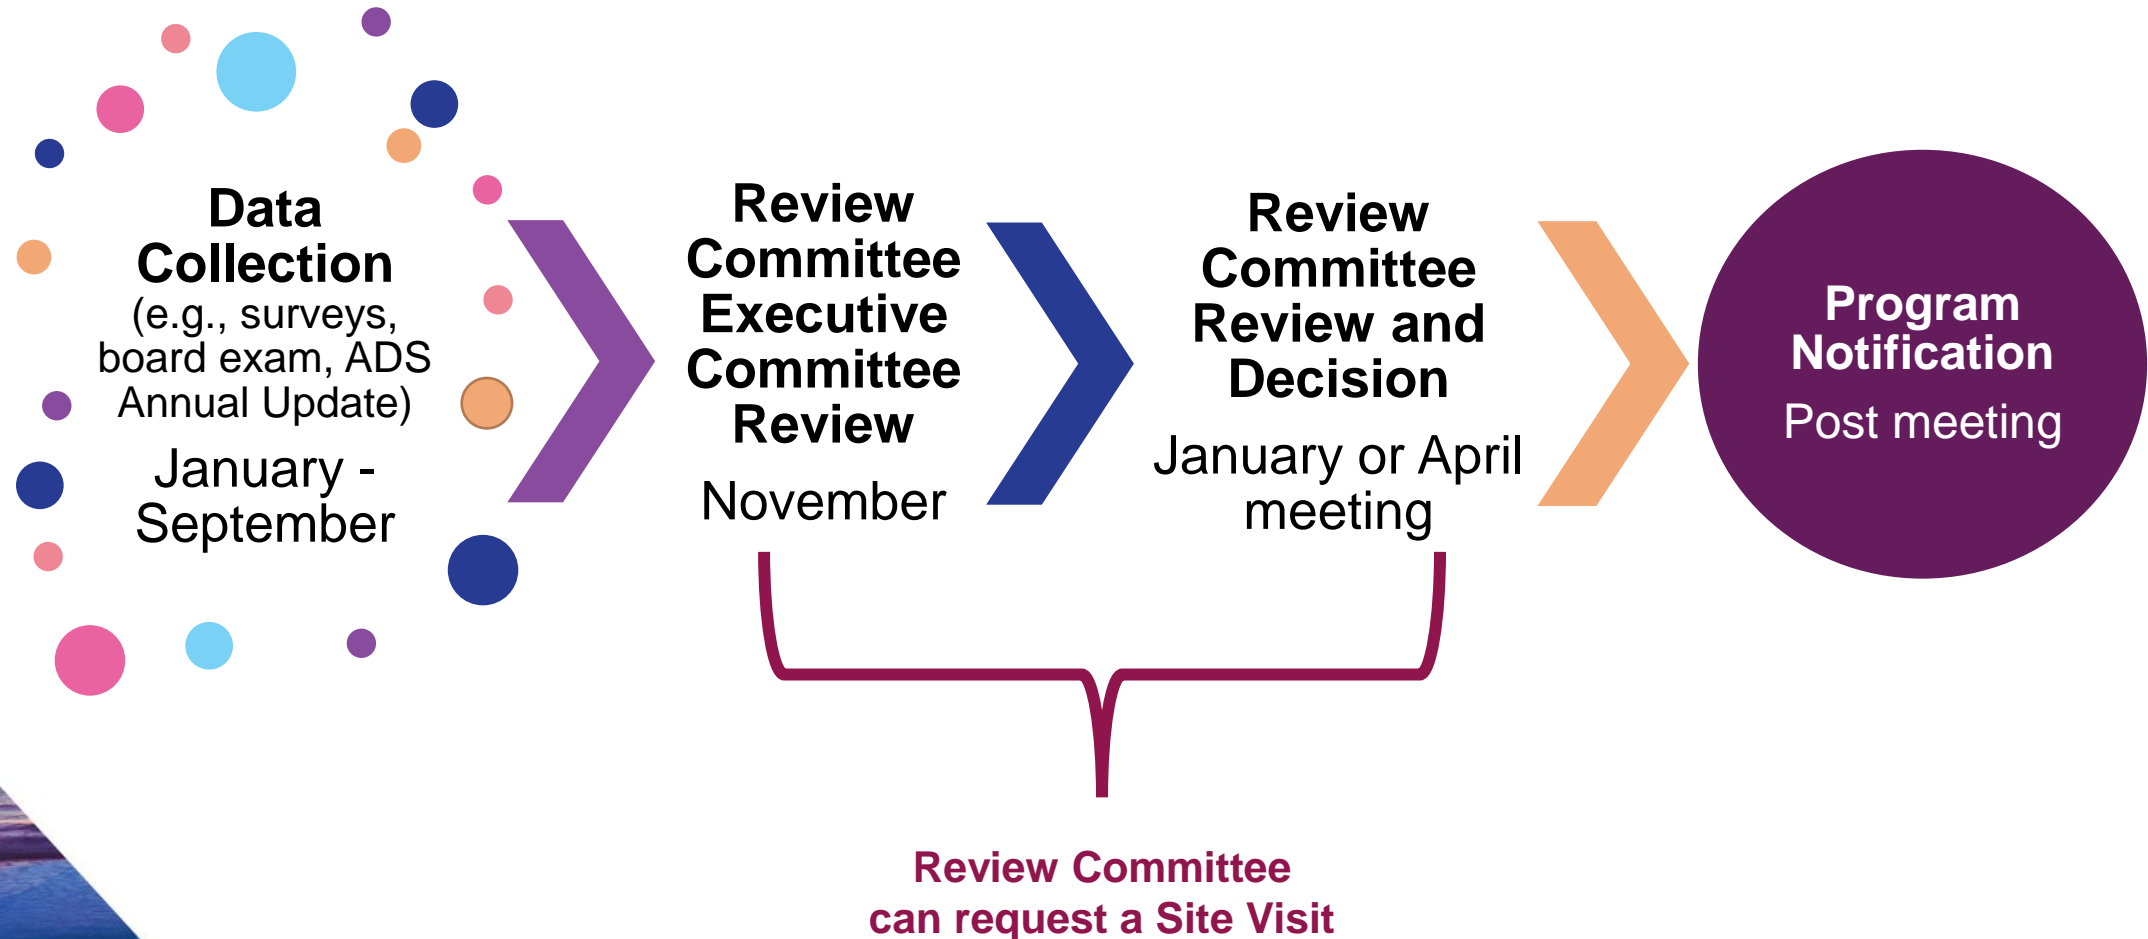 Data
Collection
(e.g., surveys,
board exam, ADS
Annual Update)
January -
September
Review
Committee
Executive
Committee
Review
November
Review
Committee
Review and
Decision
January or April
meeting
Program
Notification
Post meeting
Review Committee
can request a Site Visit